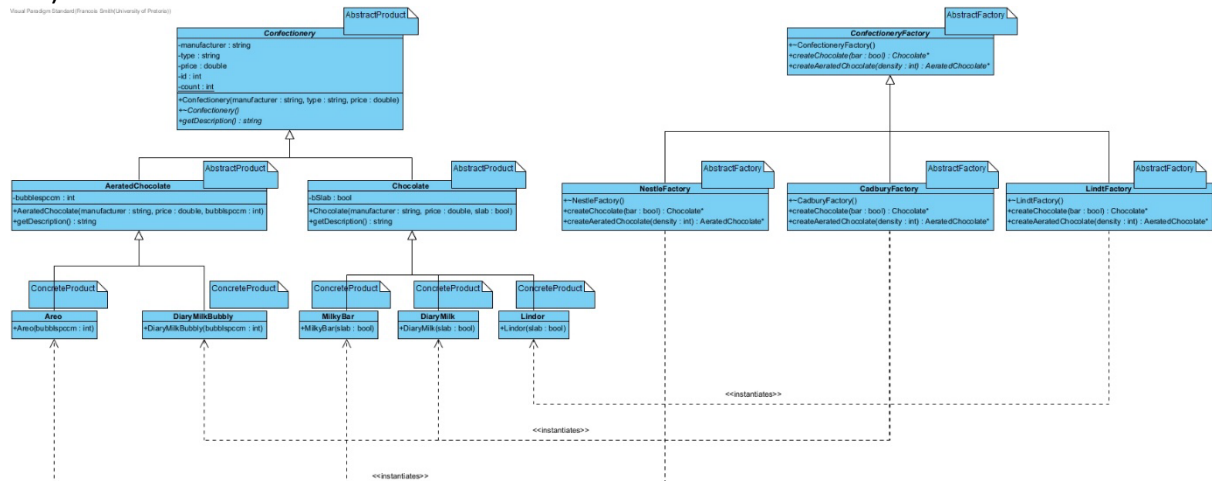 Visual Paradigm Standard(Francois Smith(University of Pretoria))
AbstractProduct
Confectionery
-manufacturer : string
-type : string
-price : double
-id : int
-count : int
+Confectionery(manufacturer : string, type : string, price : double)
+~Confectionery()
+getDescription() : string
AbstractFactory
ConfectioneryFactory
+~ConfectioneryFactory()
+createChocolate(bar : bool) : Chocolate*
+createAeratedChocolate(density : int) : AeratedChocolate*
AbstractProduct
AeratedChocolate
-bubblespccm : int
+AeratedChocolate(manufacturer : string, price : double, bubblespccm : int)
+getDescription() : string
AbstractProduct
Chocolate
-bSlab : bool
+Chocolate(manufacturer : string, price : double, slab : bool)
+getDescription() : string
AbstractFactory
NestleFactory
+~NestleFactory()
+createChocolate(bar : bool) : Chocolate*
+createAeratedChocolate(density : int) : AeratedChocolate*
AbstractFactory
CadburyFactory
+~CadburyFactory()
+createChocolate(bar : bool) : Chocolate*
+createAeratedChocolate(density : int) : AeratedChocolate*
AbstractFactory
LindtFactory
+~LindtFactory()
+createChocolate(bar : bool) : Chocolate*
+createAeratedChocolate(density : int) : AeratedChocolate*
ConcreteProduct
Areo
+Areo(bubblspccm : int)
ConcreteProduct
DiaryMilkBubbly
+DiaryMilkBubbly(bubblspccm : int)
ConcreteProduct
MilkyBar
+MilkyBar(slab : bool)
ConcreteProduct
DiaryMilk
+DiaryMilk(slab : bool)
ConcreteProduct
Lindor
+Lindor(slab : bool)
<<instantiates>>
<<instantiates>>
<<instantiates>>